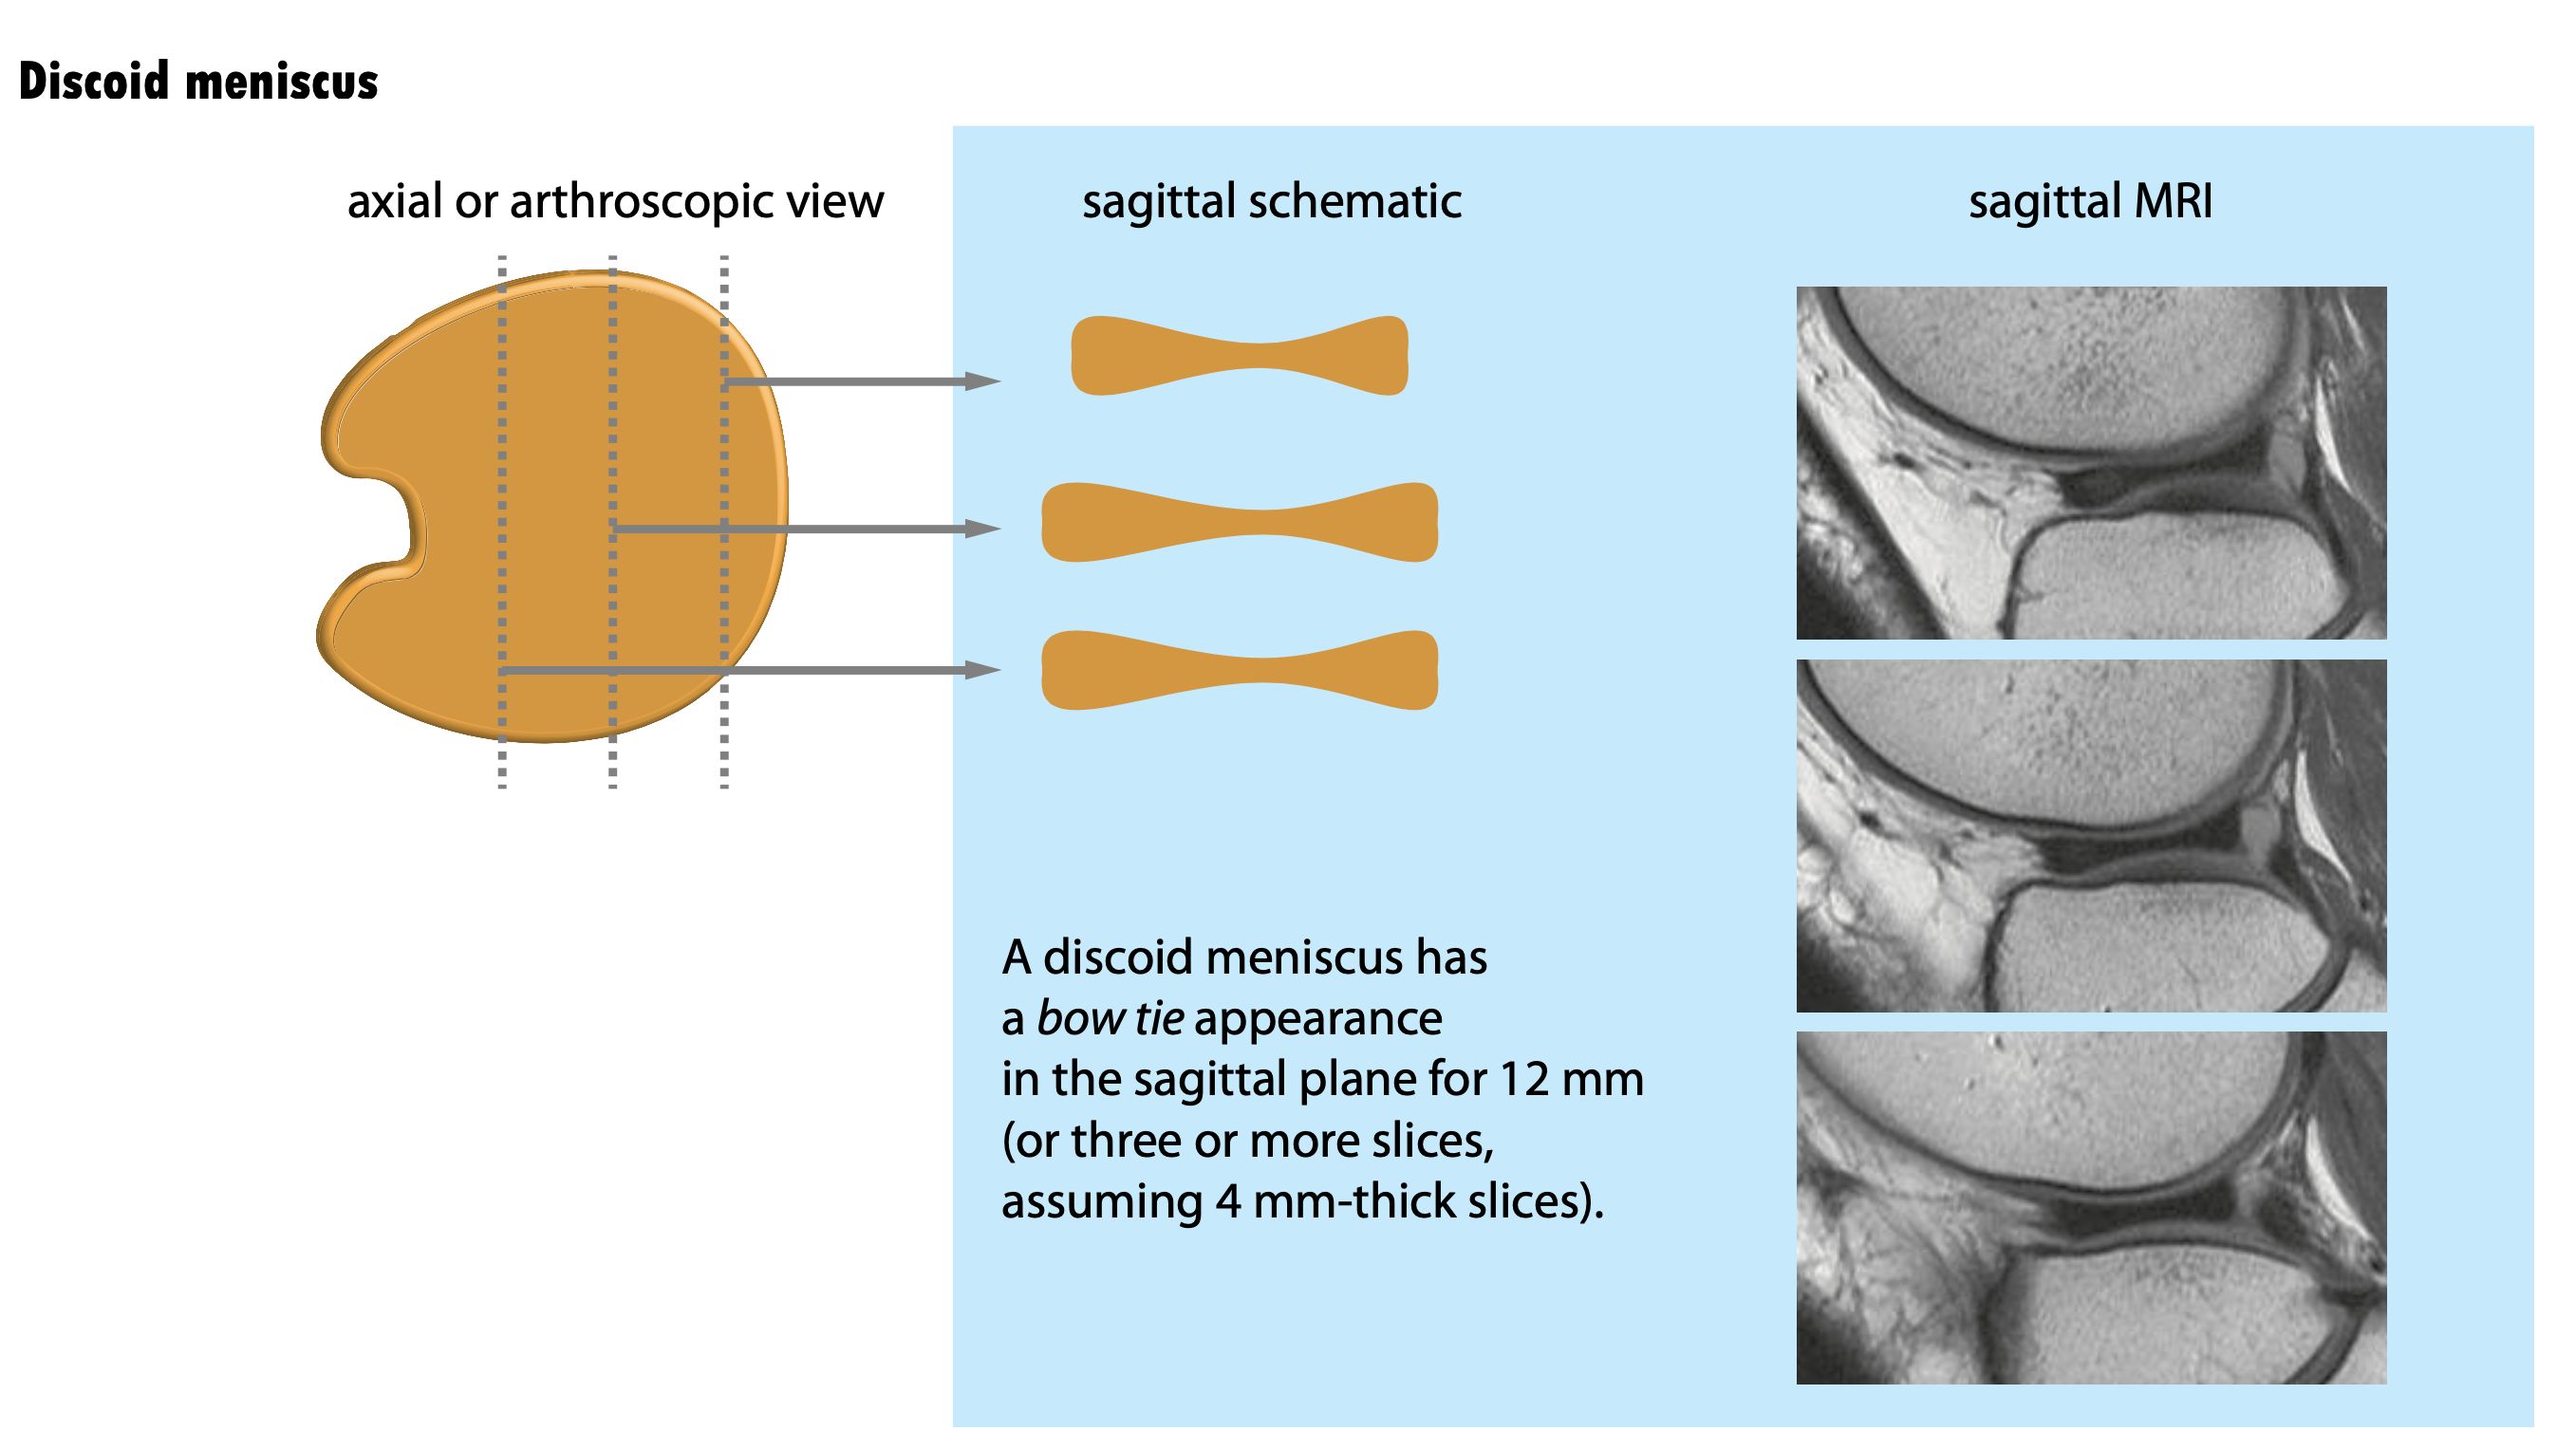 Discoid meniscus
axial or arthroscopic view
sagittal schematic
sagittal MRI
A discoid meniscus has
a bow tie appearance
in the sagittal plane for 12 mm
(or three or more slices,
assuming 4 mm-thick slices).